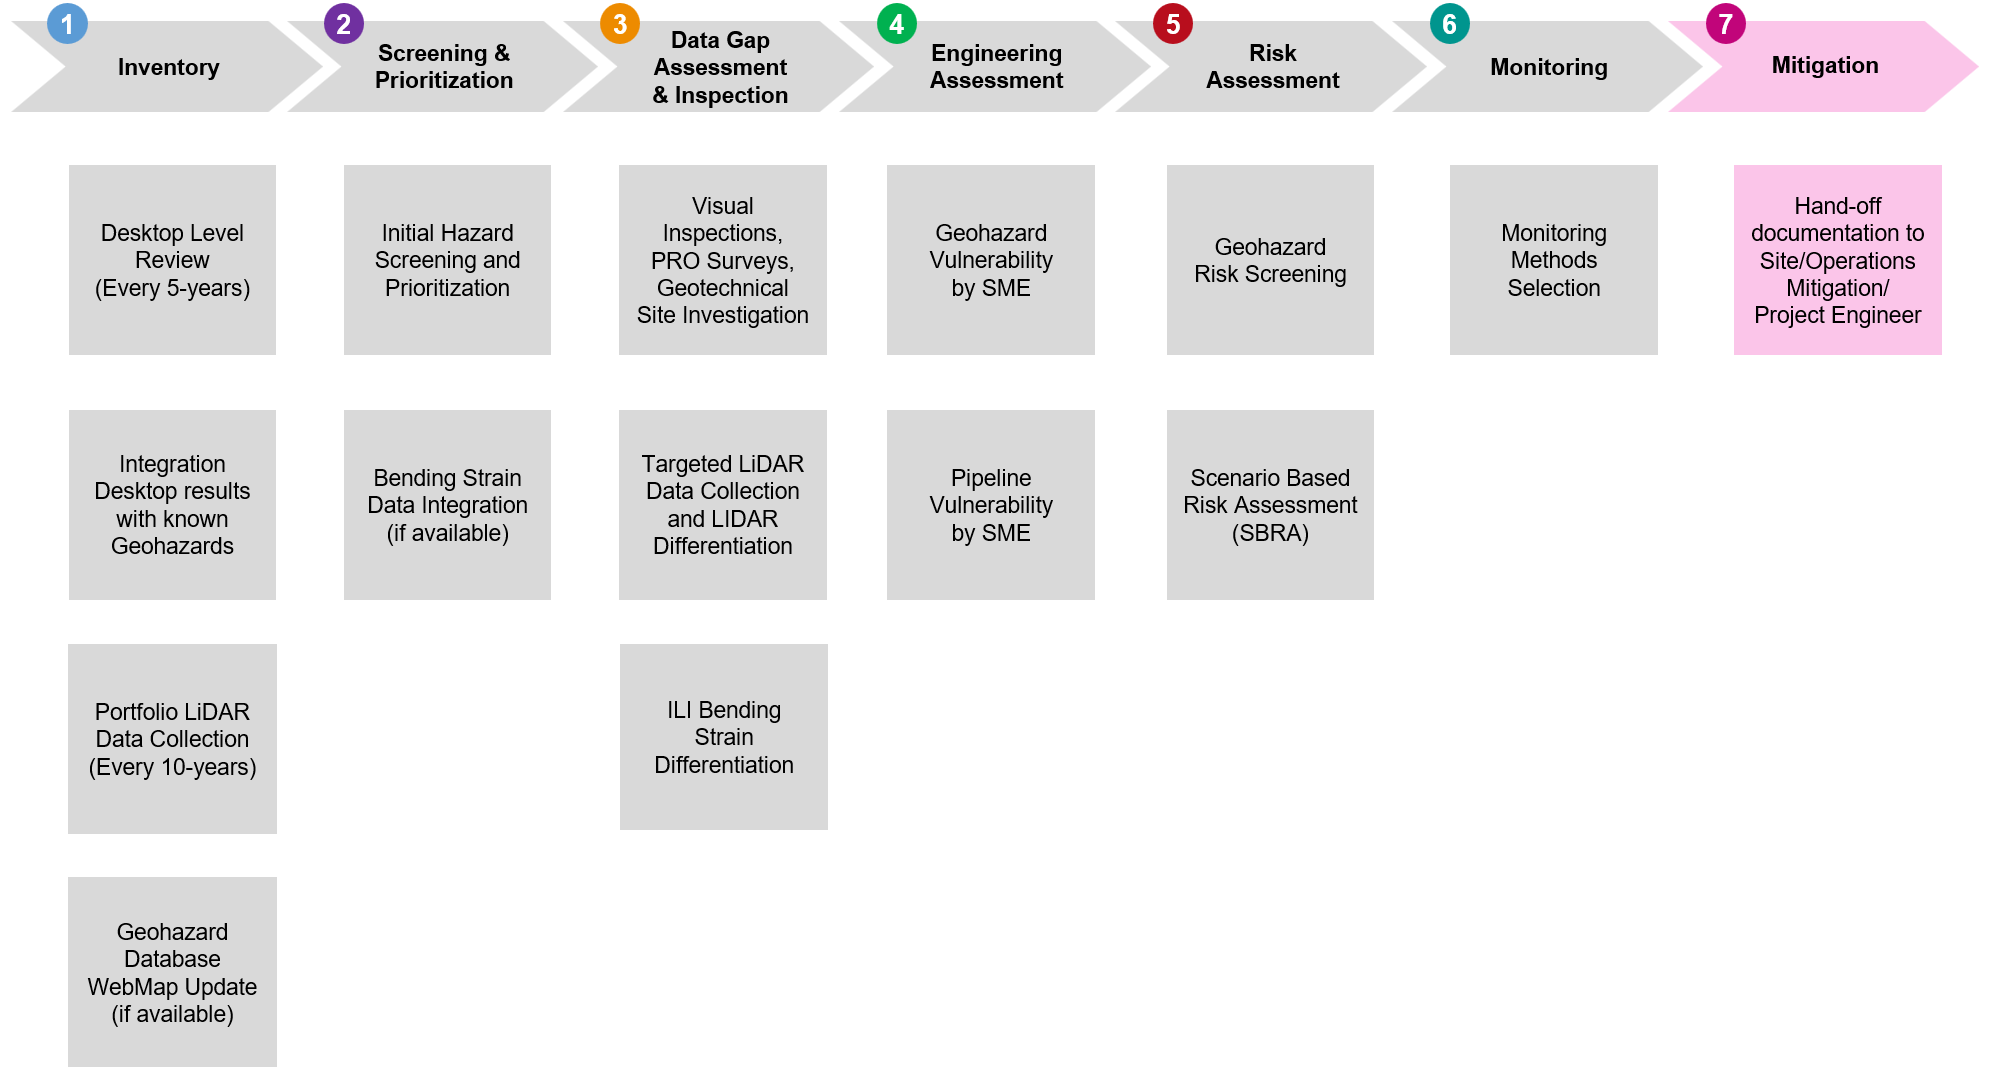 1
Inventory
2
Screening &
Prioritization
3
Data Gap
Assessment
& Inspection
4
Engineering
Assessment
5
Risk
Assessment
6
Monitoring
7
Mitigation
Desktop Level
Review
(Every 5-years)
Initial Hazard
Screening and
Prioritization
Visual
Inspections,
PRO Surveys,
Geotechnical
Site Investigation
Geohazard
Vulnerability
by SME
Geohazard
Risk Screening
Monitoring
Methods
Selection
Hand-off
documentation to
Site/Operations
Mitigation/
Project Engineer
Integration
Desktop results
with known
Geohazards
Bending Strain
Data Integration
(if available)
Targeted LiDAR
Data Collection
and LIDAR
Differentiation
Pipeline
Vulnerability
by SME
Scenario Based
Risk Assessment
(SBRA)
Portfolio LiDAR
Data Collection
(Every 10-years)
ILI Bending
Strain
Differentiation
Geohazard
Database
WebMap Update
(if available)